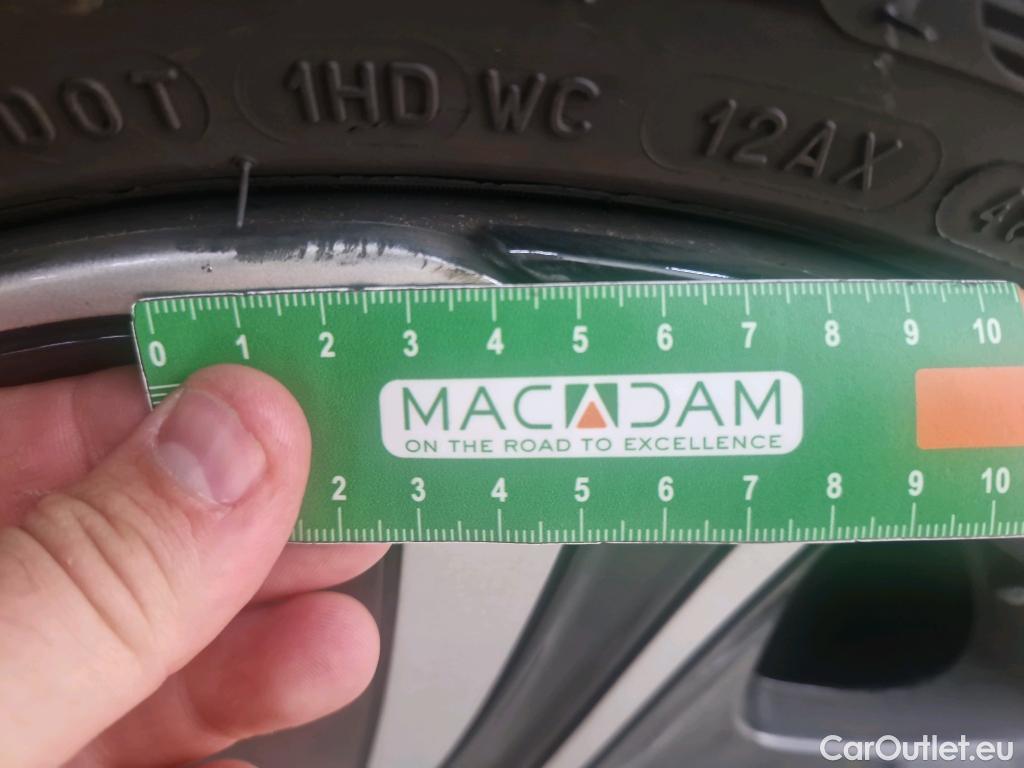 DOT 1HD WC 12AX
0 1 2 3 4 5 6 7 8 9 10
MACADAM
ON THE ROAD TO EXCELLENCE
2 3 4 5 6 7 8 9 10
CarOutlet.eu